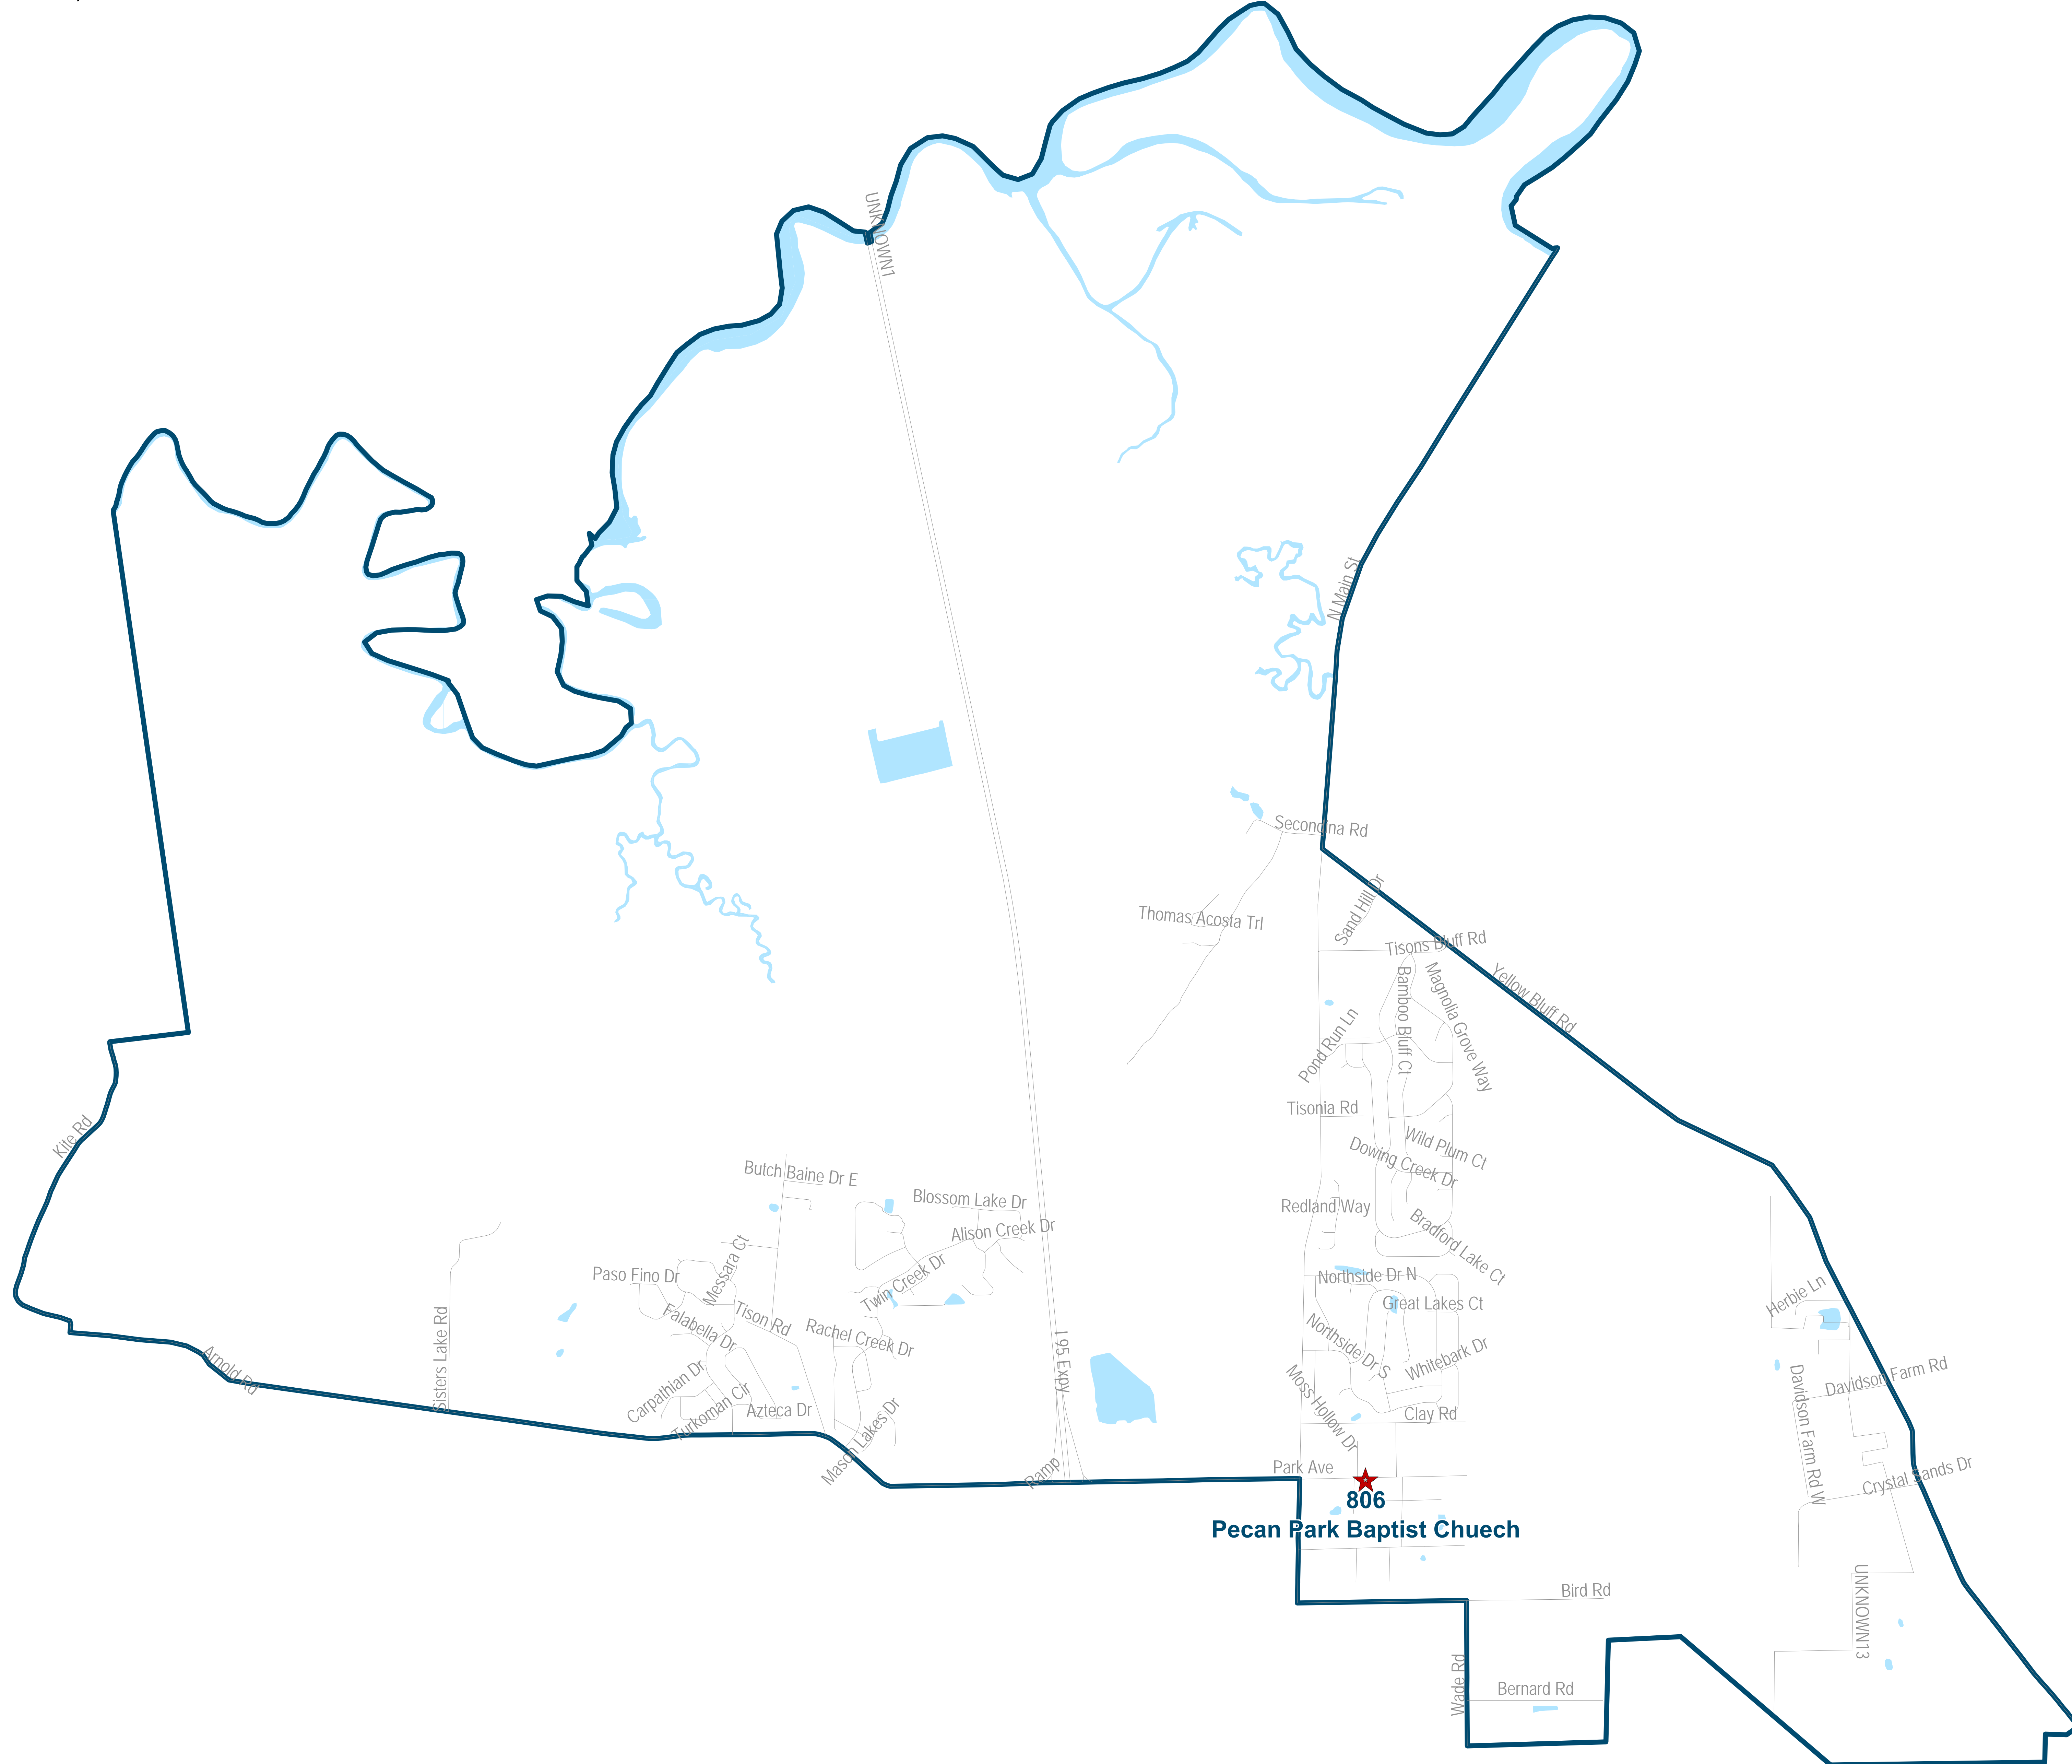 UNKNOWN1
N Main St
Secondina Rd
Sand Hill Dr
Thomas Acosta Trl
Tisons Bluff Rd
Yellow Bluff Rd
Bamboo Bluff Ct
Magnolia Grove Way
Pond Run Ln
Kite Rd
Tisonia Rd
Wild Plum Ct
Dowing Creek Dr
Butch Baine Dr E
Blossom Lake Dr
Redland Way
Alison Creek Dr
Bradford Lake Ct
Messara Ct
Paso Fino Dr
Twin Creek Dr
Northside Dr N
Herbie Ln
Great Lakes Ct
Falabella Dr
Tison Rd
Rachel Creek Dr
Northside Dr S
Sisters Lake Rd
I 95 Expy
Whitebark Dr
Arnold Rd
Carpathian Dr
Turkoman Cir
Azteca Dr
Mason Lakes Dr
Moss Hollow Dr
Clay Rd
Davidson Farm Rd
Davidson Farm Rd W
Ramp
Park Ave
Crystal Sands Dr
806
Pecan Park Baptist Chuech
Bird Rd
UNKNOWN13
Wade Rd
Bernard Rd